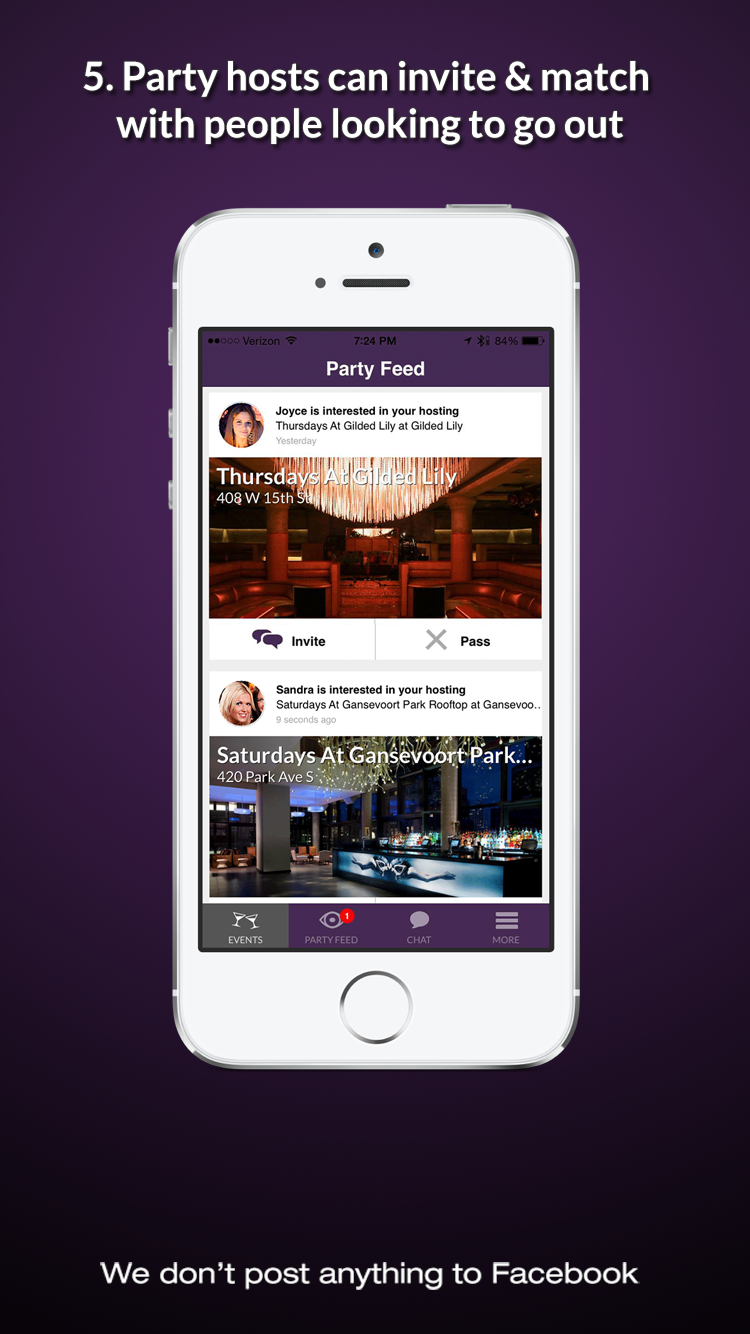 5. Party hosts can invite & match
with people looking to go out
Verizon 7:24 PM 84%
Party Feed
Joyce is interested in your hosting
Thursdays At Gilded Lily at Gilded Lily
Yesterday
Thursdays At Gilded Lily
408 W 15th St
Invite Pass
Sandra is interested in your hosting
Saturdays At Gansevoort Park Rooftop at Gansevoo..
9 seconds ago
Saturdays At Gansevoort Park...
420 Park Ave S
1
EVENTS PARTY FEED CHAT MORE
We don't post anything to Facebook